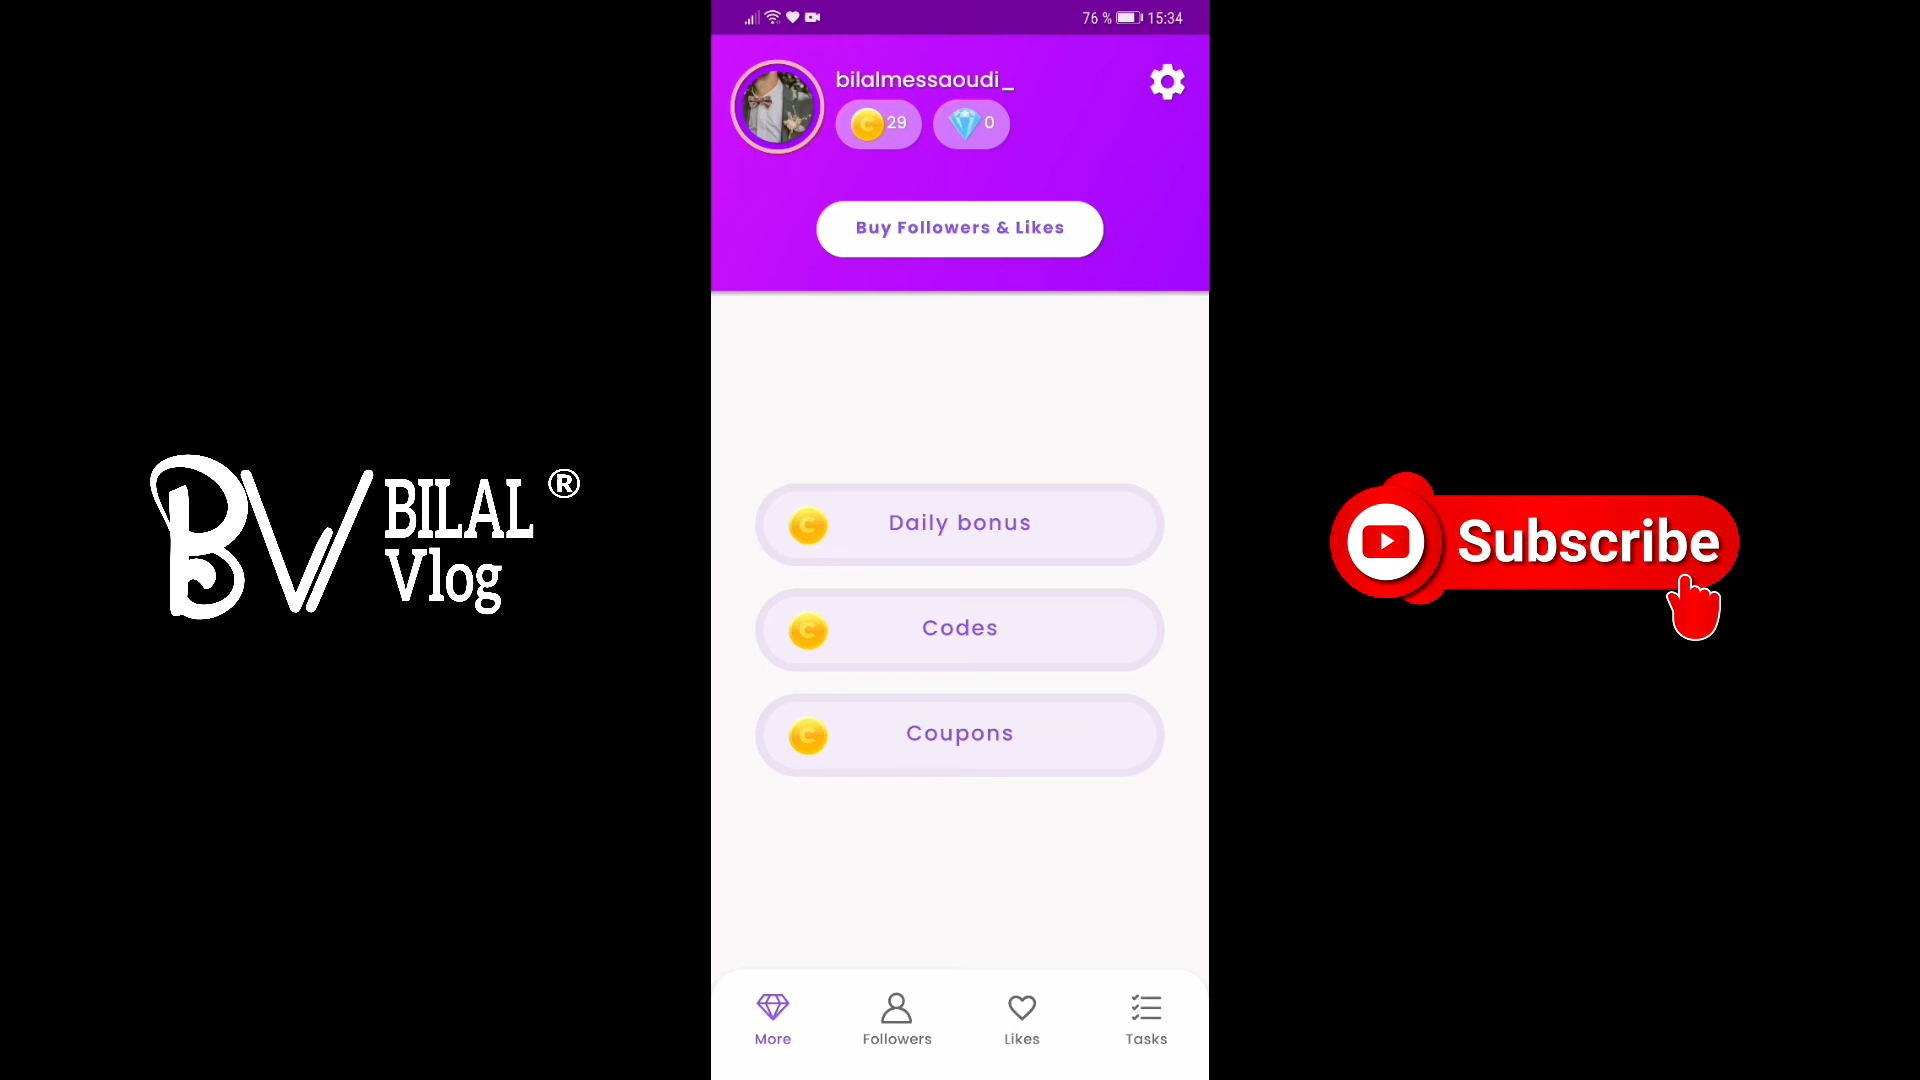 76 % 15:34
bilalmessaoudi_
C 29 0
Buy Followers & Likes
BILAL ®
Vlog
BV
Subscribe
C Daily bonus
C Codes
C Coupons
More Followers Likes Tasks